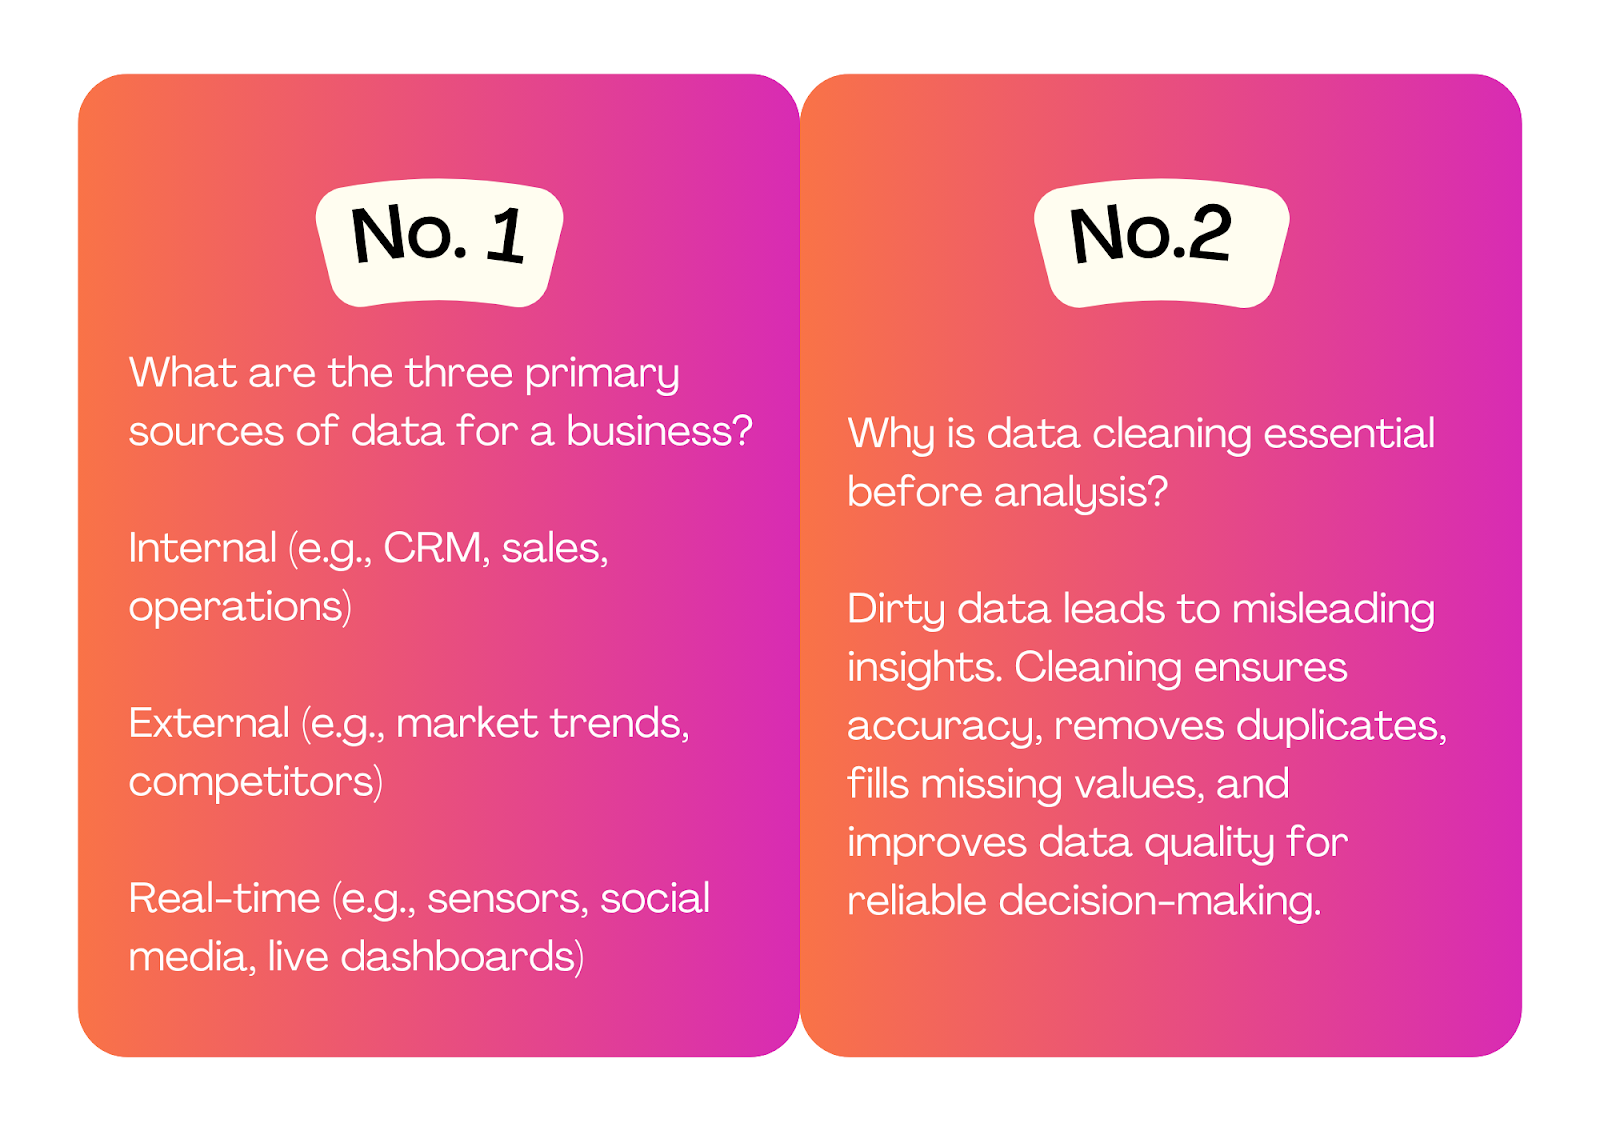 No. 1
What are the three primary
sources of data for a business?
Internal (e.g., CRM, sales,
operations)
External (e.g., market trends,
competitors)
Real-time (e.g., sensors, social
media, live dashboards)
No.2
Why is data cleaning essential
before analysis?
Dirty data leads to misleading
insights. Cleaning ensures
accuracy, removes duplicates,
fills missing values, and
improves data quality for
reliable decision-making.